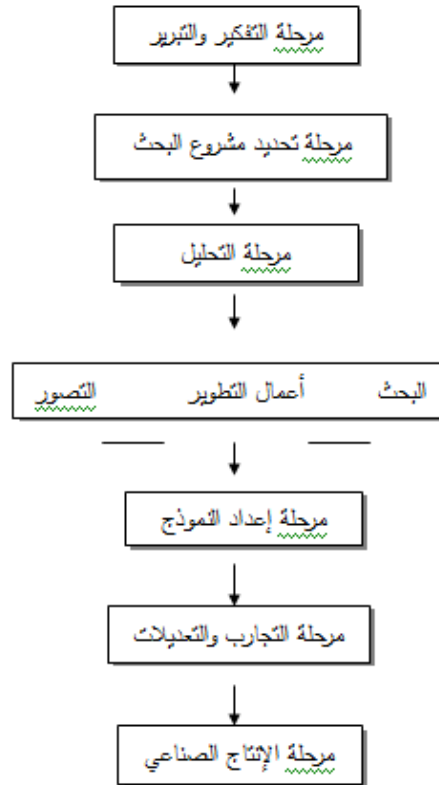 مرحلة التفكير والتبرير
مرحلة تحديد مشروع البحث
مرحلة التحليل
البحث أعمال التطوير التصور
مرحلة إعداد النموذج
مرحلة التجارب والتعديلات
مرحلة الإنتاج الصناعي